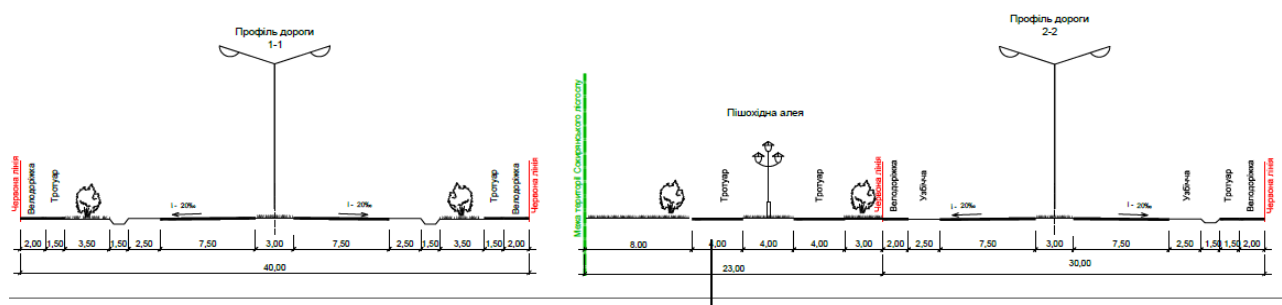 Профіль дороги
1-1
Червона лінія
Велодоріжка
Тротуар
i - 20‰
i - 20‰
Тротуар
Велодоріжка
Червона лінія
2,00 1,50 3,50 1,50 2,50 7,50 3,00 7,50 2,50 1,50 3,50 1,50 2,00
40,00
Профіль дороги
2-2
Межа території Сокирянського лісгоспу
Пішохідна алея
Тротуар
Тротуар
Червона лінія
Велодоріжка
Узбіччя
i - 20‰
i - 20‰
Узбіччя
Тротуар
Велодоріжка
Червона лінія
8.00 4,00 4,00 3,00 2,00 2,50 7,50 3,00 7,50 2,50 1,50 1,50 2,00
23,00 30,00